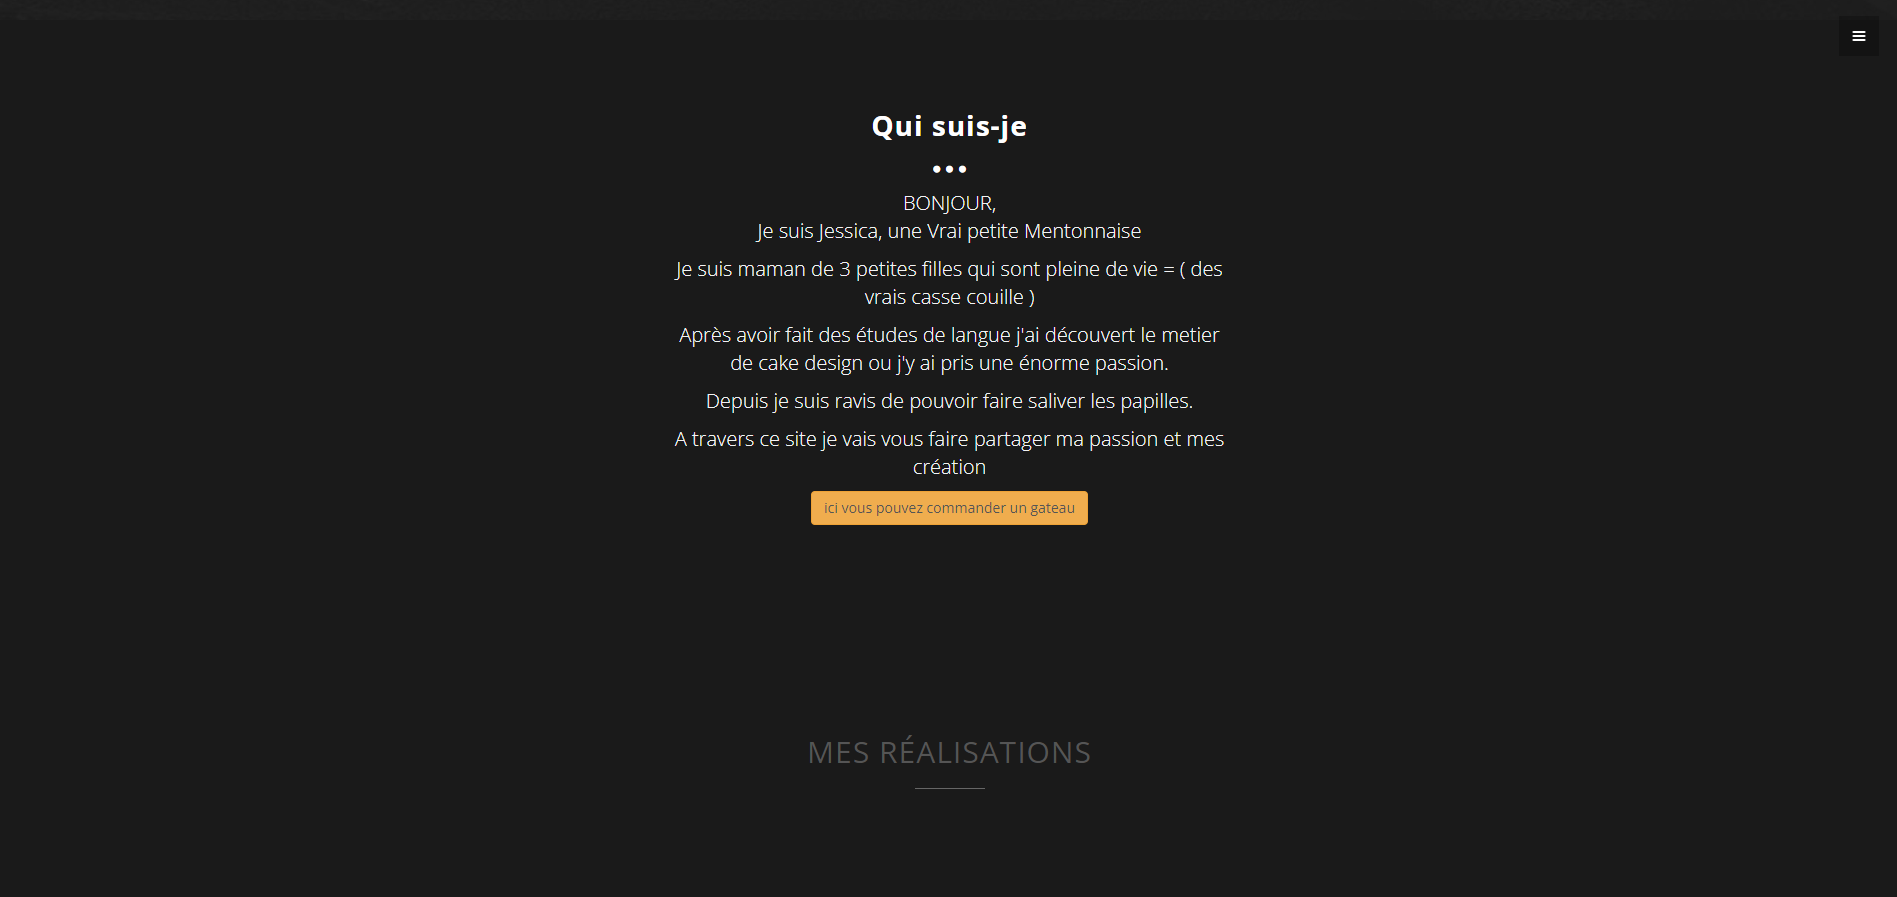 Qui suis-je
BONJOUR,
Je suis Jessica, une Vrai petite Mentonnaise
Je suis maman de 3 petites filles qui sont pleine de vie = ( des
vrais casse couille )
Après avoir fait des études de langue j'ai découvert le metier
de cake design ou j'y ai pris une énorme passion.
Depuis je suis ravis de pouvoir faire saliver les papilles.
A travers ce site je vais vous faire partager ma passion et mes
création
ici vous pouvez commander un gateau
MES RÉALISATIONS